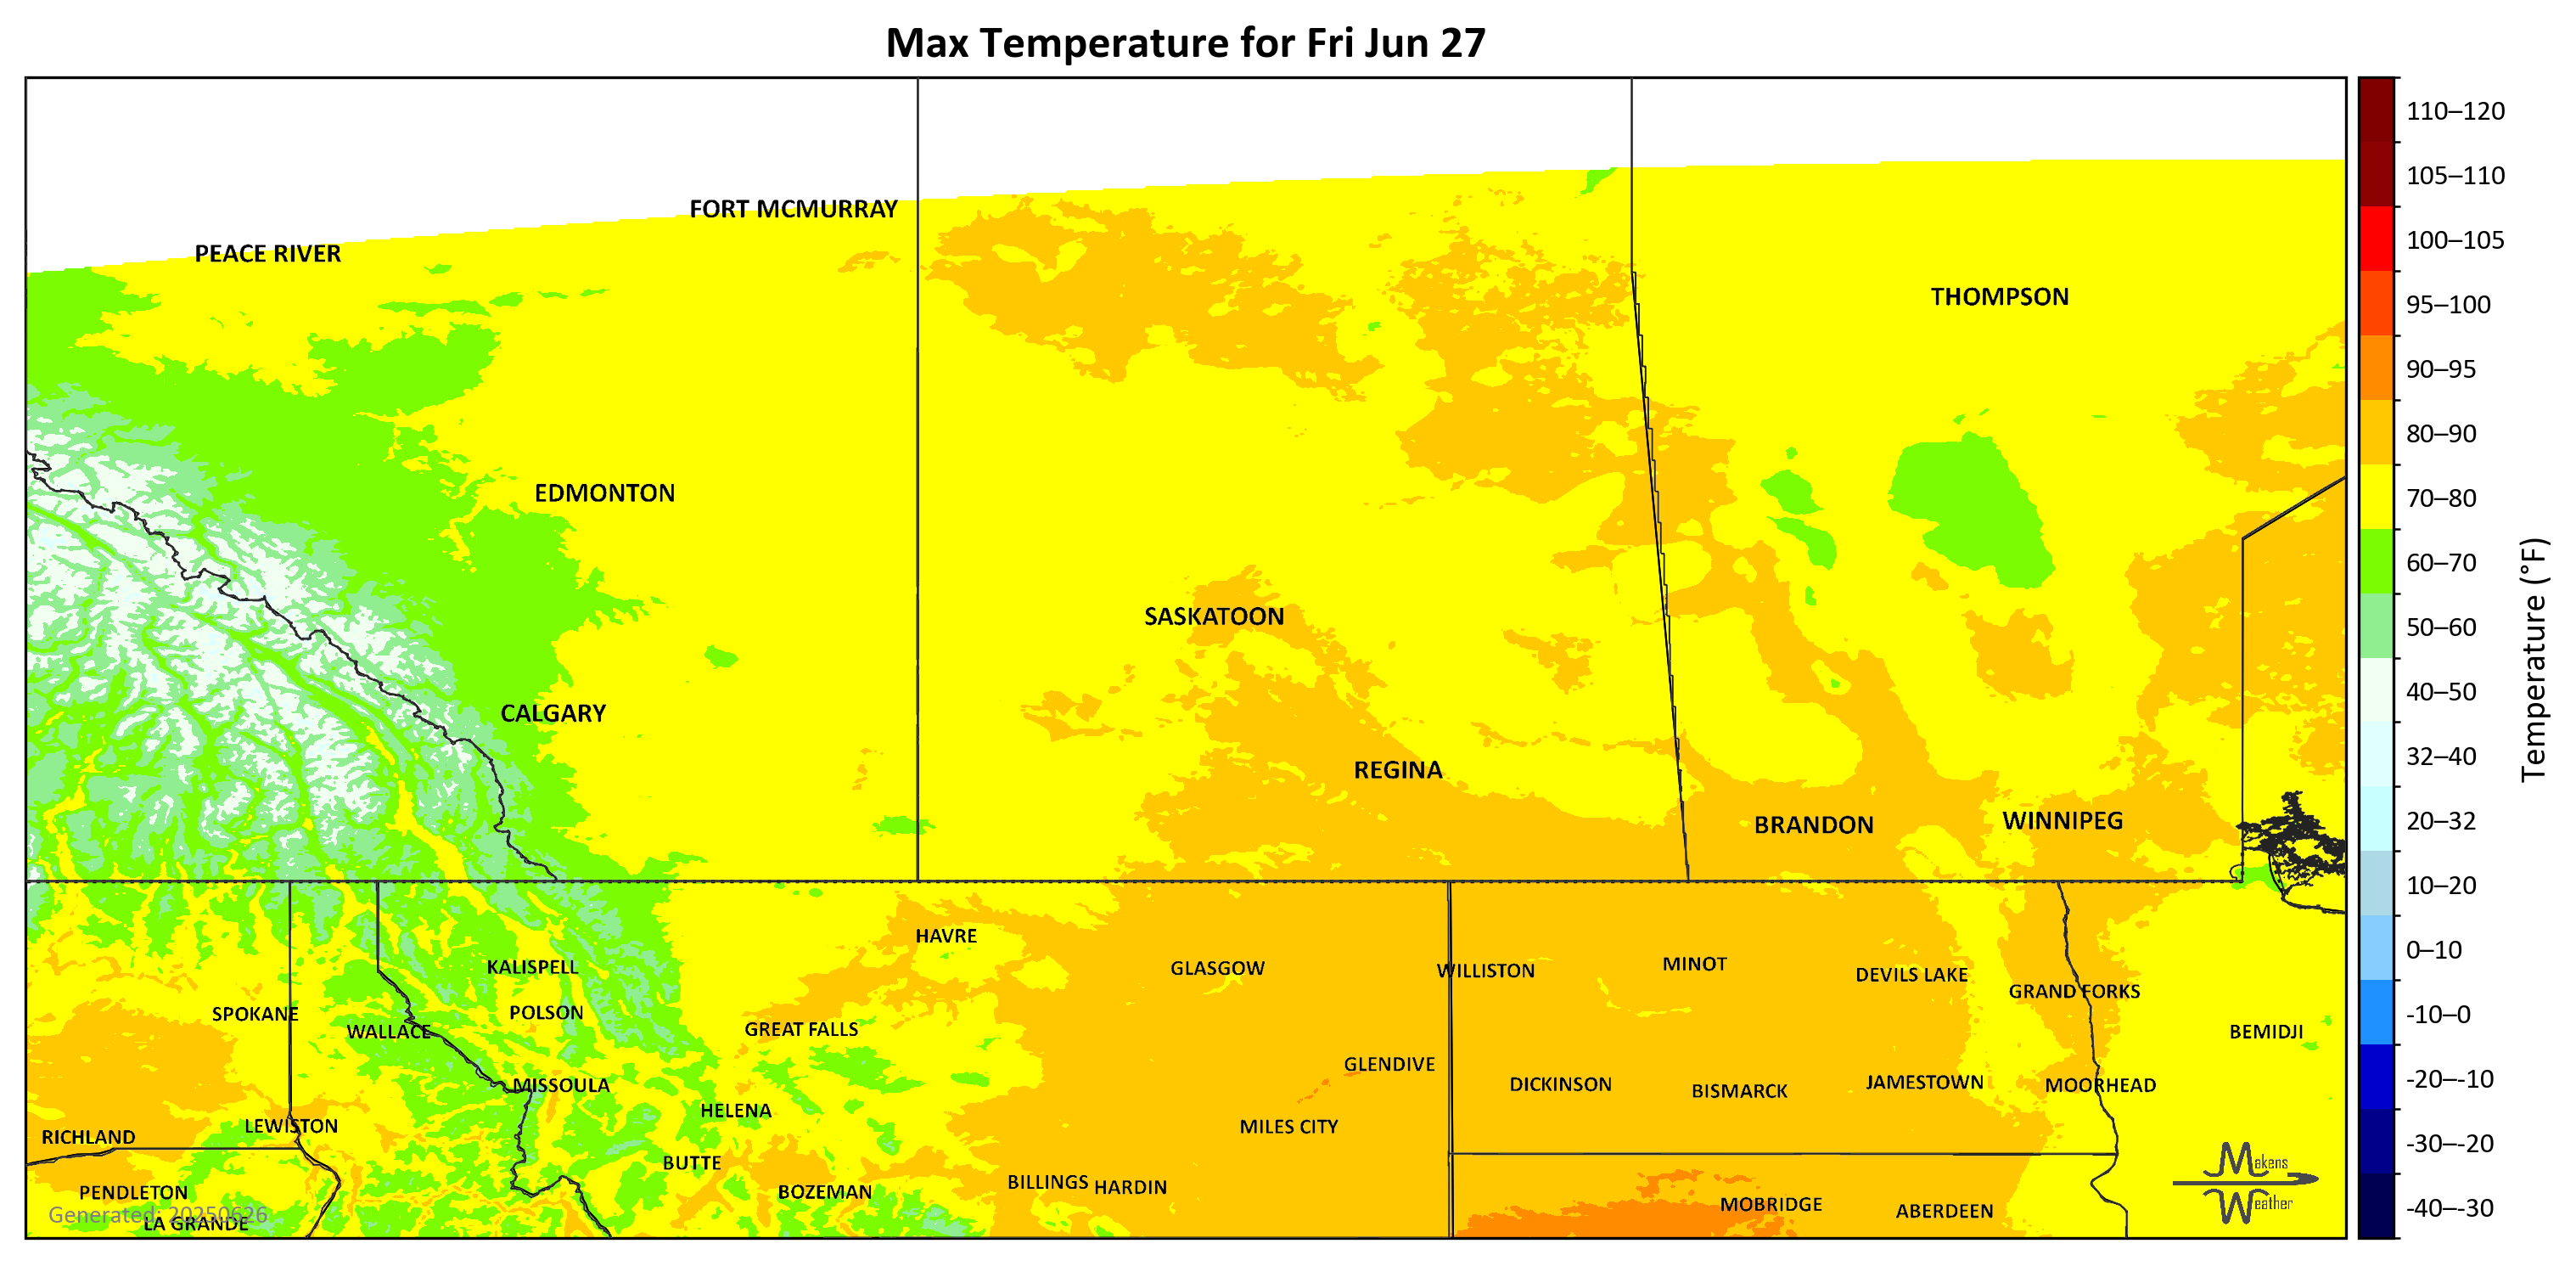 Max Temperature for Fri Jun 27
110–120
105–110
FORT MCMURRAY
100–105
PEACE RIVER
THOMPSON
95–100
90–95
80–90
EDMONTON
70–80
60–70
SASKATOON
50–60
Temperature (°F)
40–50
CALGARY
32–40
REGINA
BRANDON
WINNIPEG
20–32
10–20
HAVRE
0–10
KALISPELL
GLASGOW
WILLISTON
MINOT
DEVILS LAKE
GRAND FORKS
SPOKANE
POLSON
-10–0
WALLACE
GREAT FALLS
BEMIDJI
GLENDIVE
-20–-10
MISSOULA
DICKINSON
BISMARCK
JAMESTOWN
MOORHEAD
HELENA
LEWISTON
MILES CITY
RICHLAND
-30–-20
BUTTE
Makens
Weather
PENDLETON
BOZEMAN
BILLINGS
HARDIN
MOBRIDGE
ABERDEEN
-40–-30
Generated: 20250626
LA GRANDE